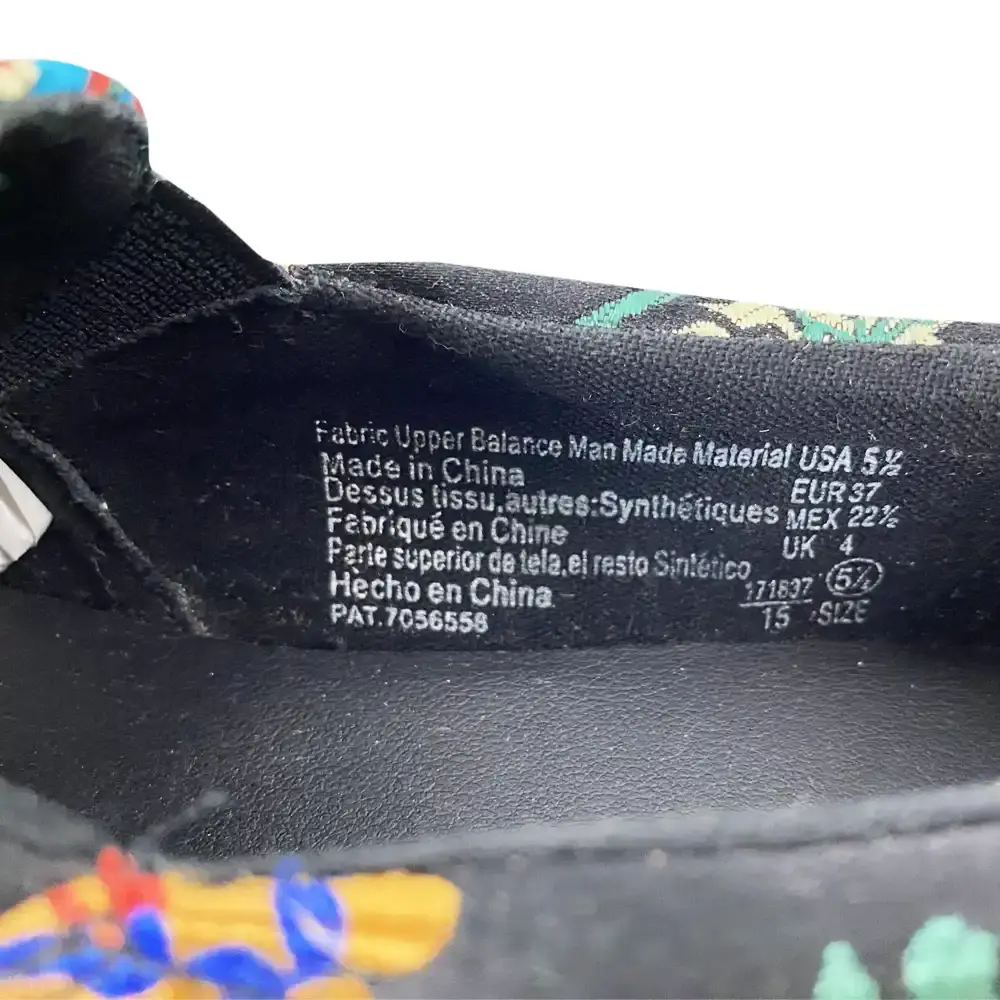 Fabric Upper Balance Man Made Material USA 5½
Made in China EUR 37
Dessus tissu,autres:Synthétiques MEX 22½
Fabriqué en Chine UK 4
Parte superior de tela,el resto Sintético
Hecho en China 171837 5½
PAT.7056558 15 SIZE